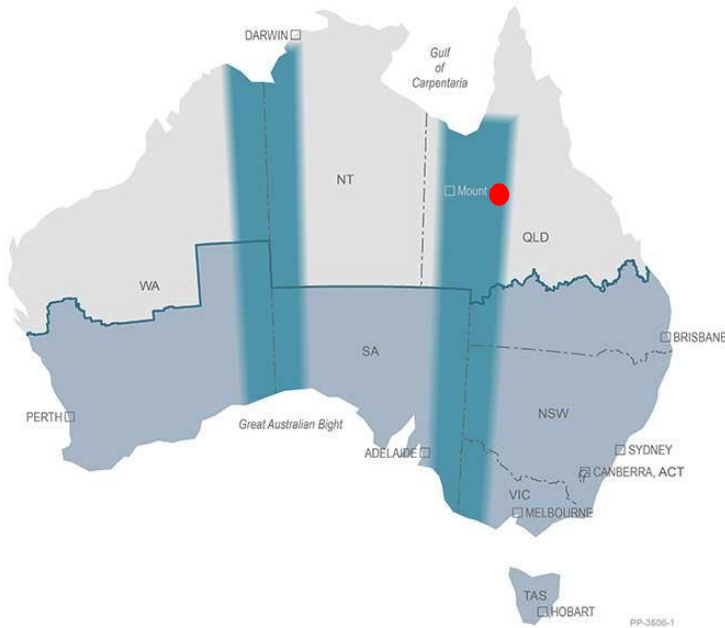 DARWIN
Gulf
of
Carpentaria
NT
Mount
QLD
WA
SA
BRISBANE
NSW
PERTH
Great Australian Bight
ADELAIDE
SYDNEY
CANBERRA, ACT
VIC
MELBOURNE
TAS
HOBART
PP-3606-1